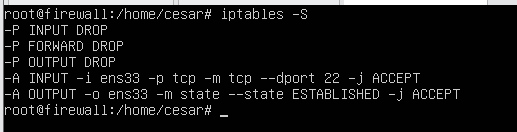 root@firewall:/home/cesar# iptables -S
-P INPUT DROP
-P FORWARD DROP
-P OUTPUT DROP
-A INPUT -i ens33 -p tcp -m tcp --dport 22 -j ACCEPT
-A OUTPUT -o ens33 -m state --state ESTABLISHED -j ACCEPT
root@firewall:/home/cesar# _